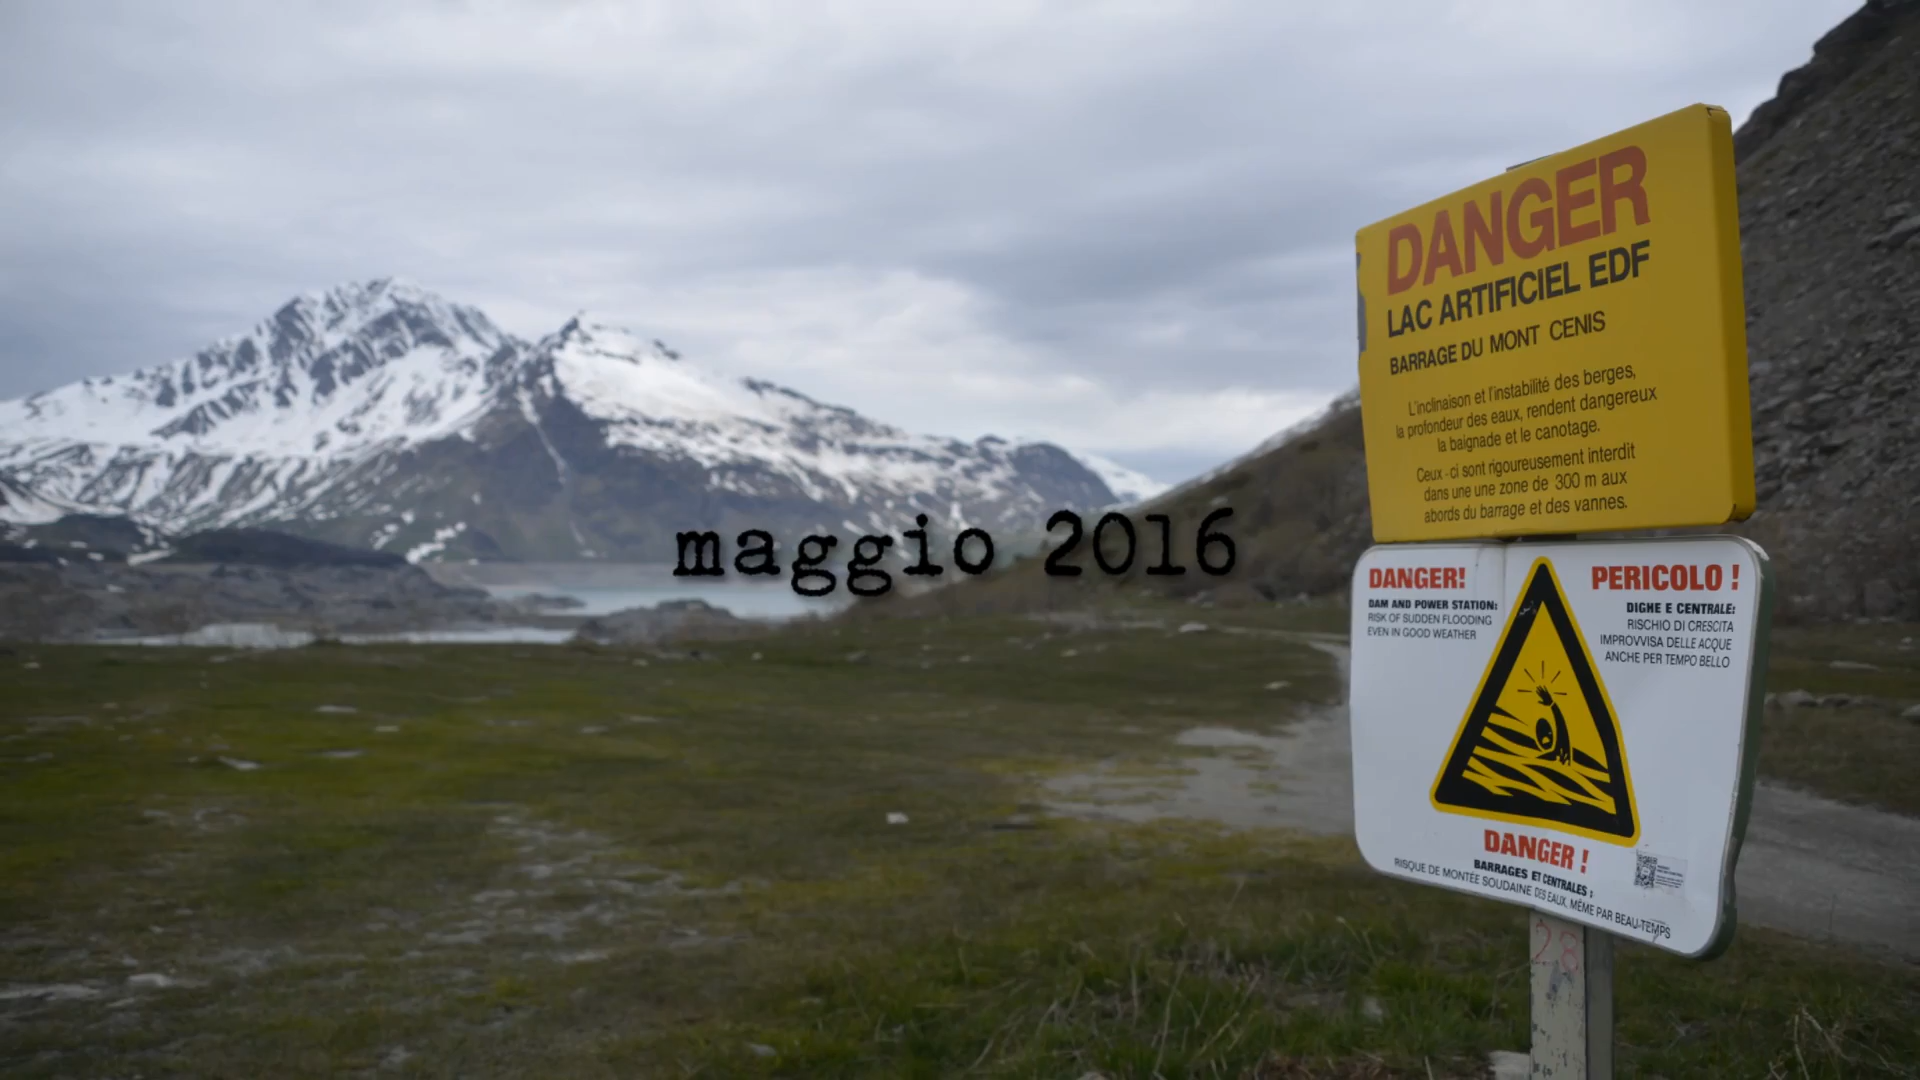 maggio 2016
DANGER
LAC ARTIFICIEL EDF
BARRAGE DU MONT CENIS
L'inclinaison et l'instabilité des berges,
la profondeur des eaux, rendent dangereux
la baignade et le canotage.
Ceux-ci sont rigoureusement interdit
dans une une zone de 300 m aux
abords du barrage et des vannes.
DANGER!
DAM AND POWER STATION:
RISK OF SUDDEN FLOODING
EVEN IN GOOD WEATHER
PERICOLO !
DIGHE E CENTRALE:
RISCHIO DI CRESCITA
IMPROVVISA DELLE ACQUE
ANCHE PER TEMPO BELLO
DANGER !
BARRAGES ET CENTRALES :
RISQUE DE MONTÉE SOUDAINE DES EAUX, MÊME PAR BEAU-TEMPS
28